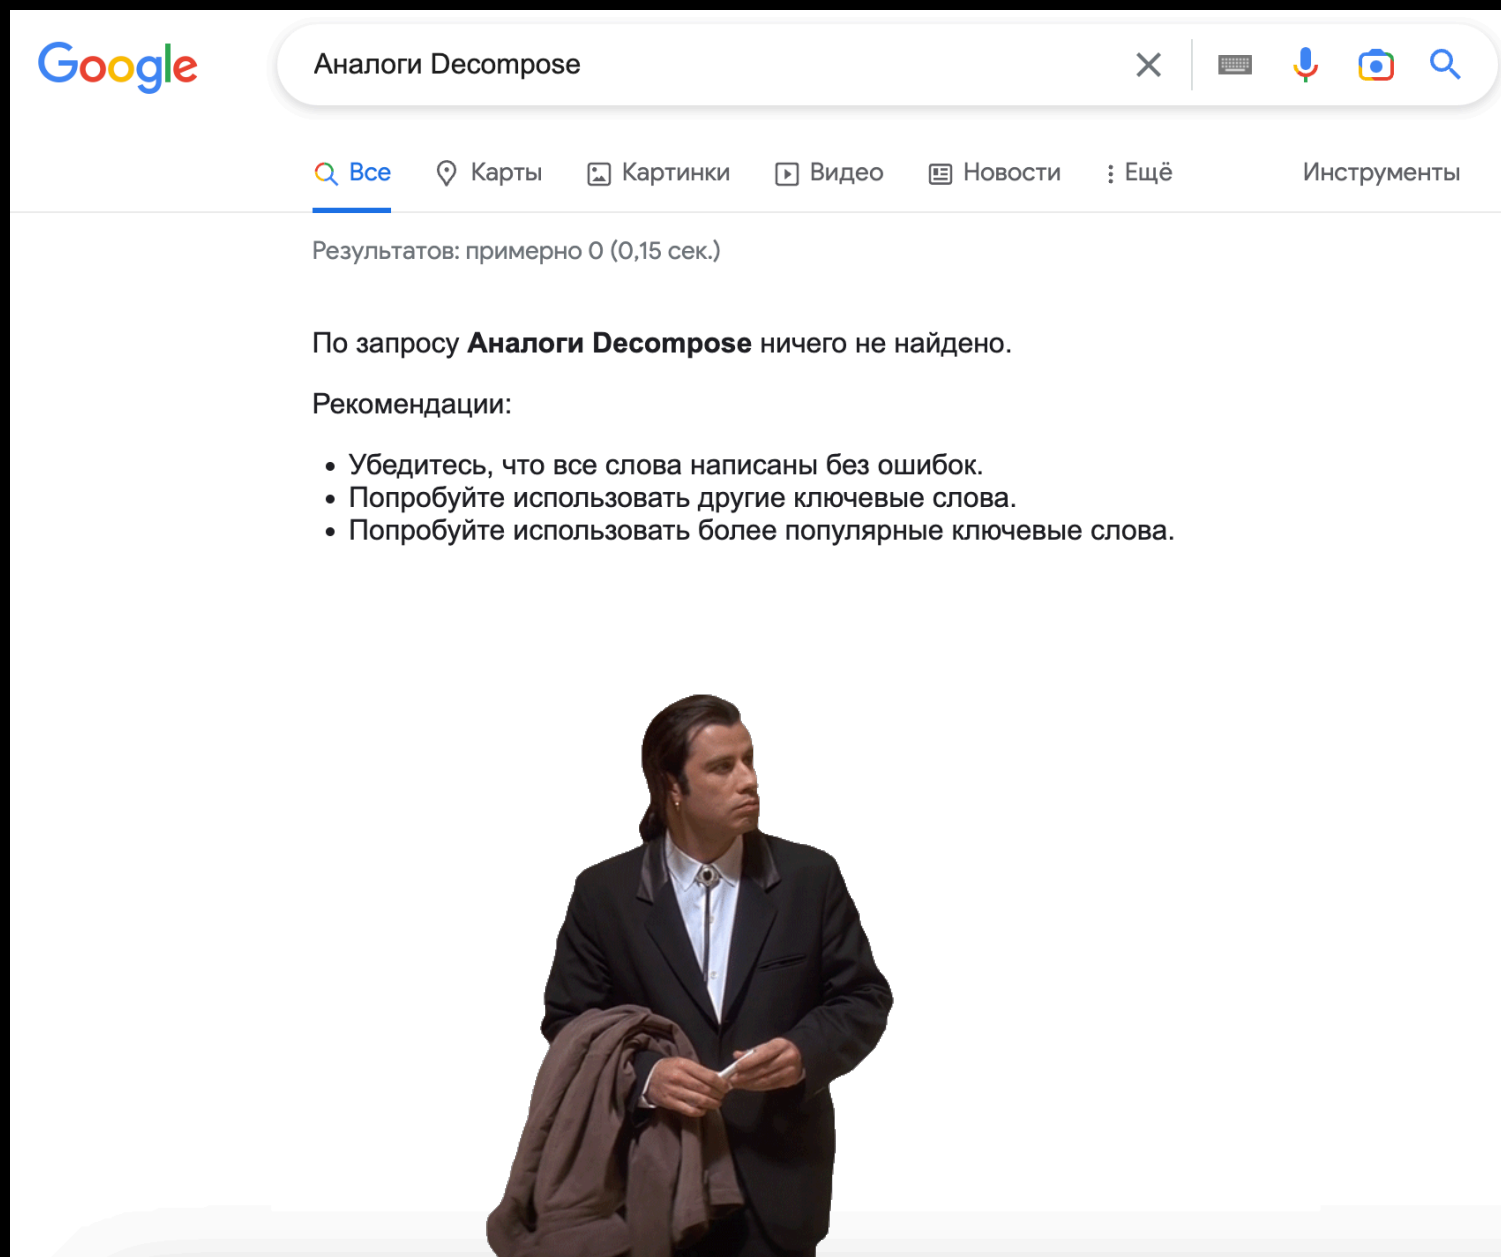 Google
Аналоги Decompose
Все Карты Картинки Видео Новости Ещё Инструменты
Результатов: примерно 0 (0,15 сек.)
По запросу Аналоги Decompose ничего не найдено.
Рекомендации:
Убедитесь, что все слова написаны без ошибок.
Попробуйте использовать другие ключевые слова.
Попробуйте использовать более популярные ключевые слова.